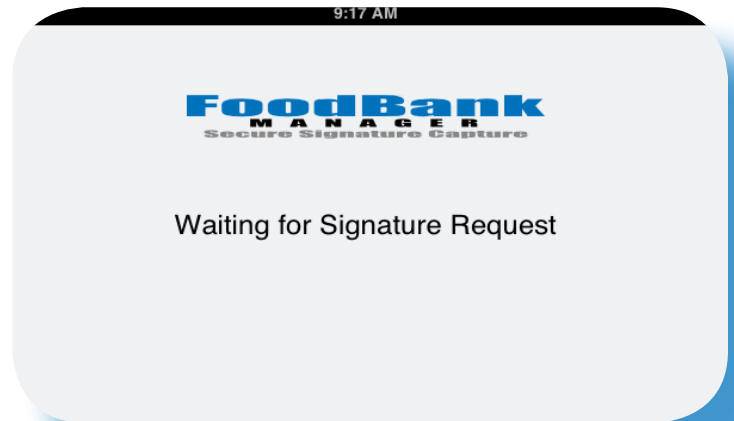 9:17 AM
FoodBank
MANAGER
Secure Signature Capture
Waiting for Signature Request